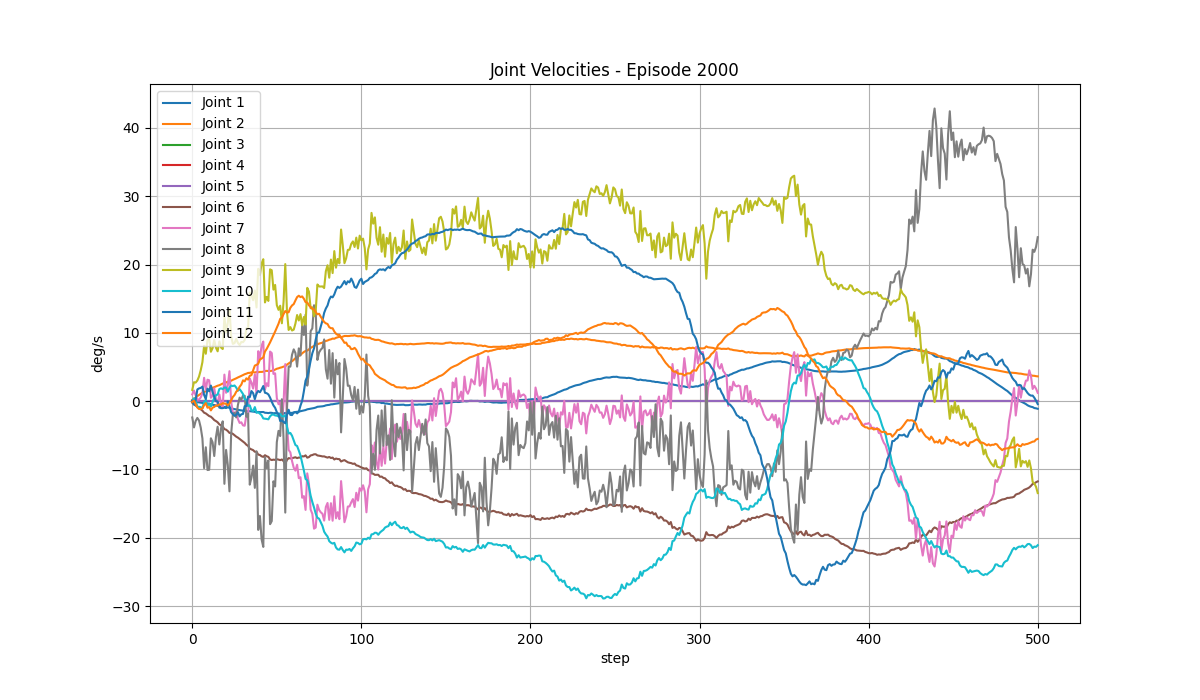 Joint Velocities - Episode 2000
deg/s
40
30
20
10
0
−10
−20
−30
Joint 1
Joint 2
Joint 3
Joint 4
Joint 5
Joint 6
Joint 7
Joint 8
Joint 9
Joint 10
Joint 11
Joint 12
0 100 200 300 400 500
step